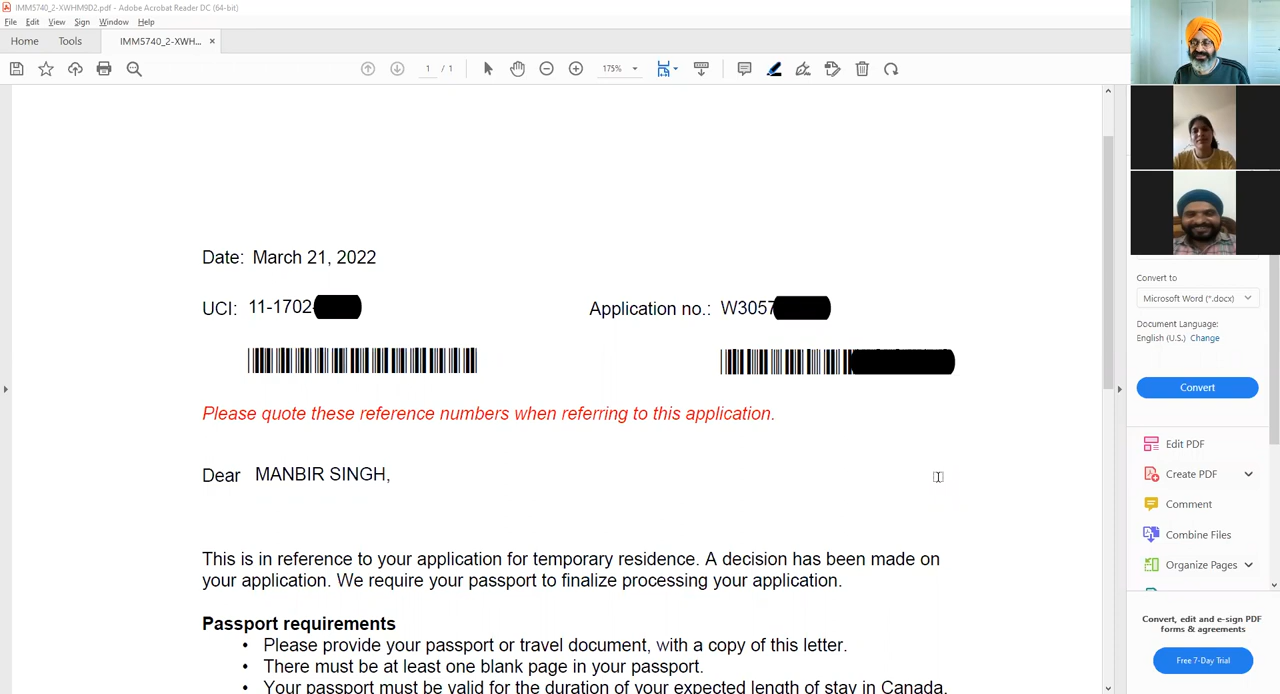 IMM5740_2-XWHM9D2.pdf - Adobe Acrobat Reader DC (64-bit)
File Edit View Sign Window Help
Home Tools IMM5740_2-XWH... ×
1 / 1 175%
Date: March 21, 2022
UCI: 11-1702 Application no.: W3057
Please quote these reference numbers when referring to this application.
Dear MANBIR SINGH,
This is in reference to your application for temporary residence. A decision has been made on
your application. We require your passport to finalize processing your application.
Passport requirements
• Please provide your passport or travel document, with a copy of this letter.
• There must be at least one blank page in your passport.
• Your passport must be valid for the duration of your expected length of stay in Canada.
Convert to
Microsoft Word (*.docx)
Document Language:
English (U.S.) Change
Convert
Edit PDF
Create PDF
Comment
Combine Files
Organize Pages
Convert, edit and e-sign PDF
forms & agreements
Free 7-Day Trial